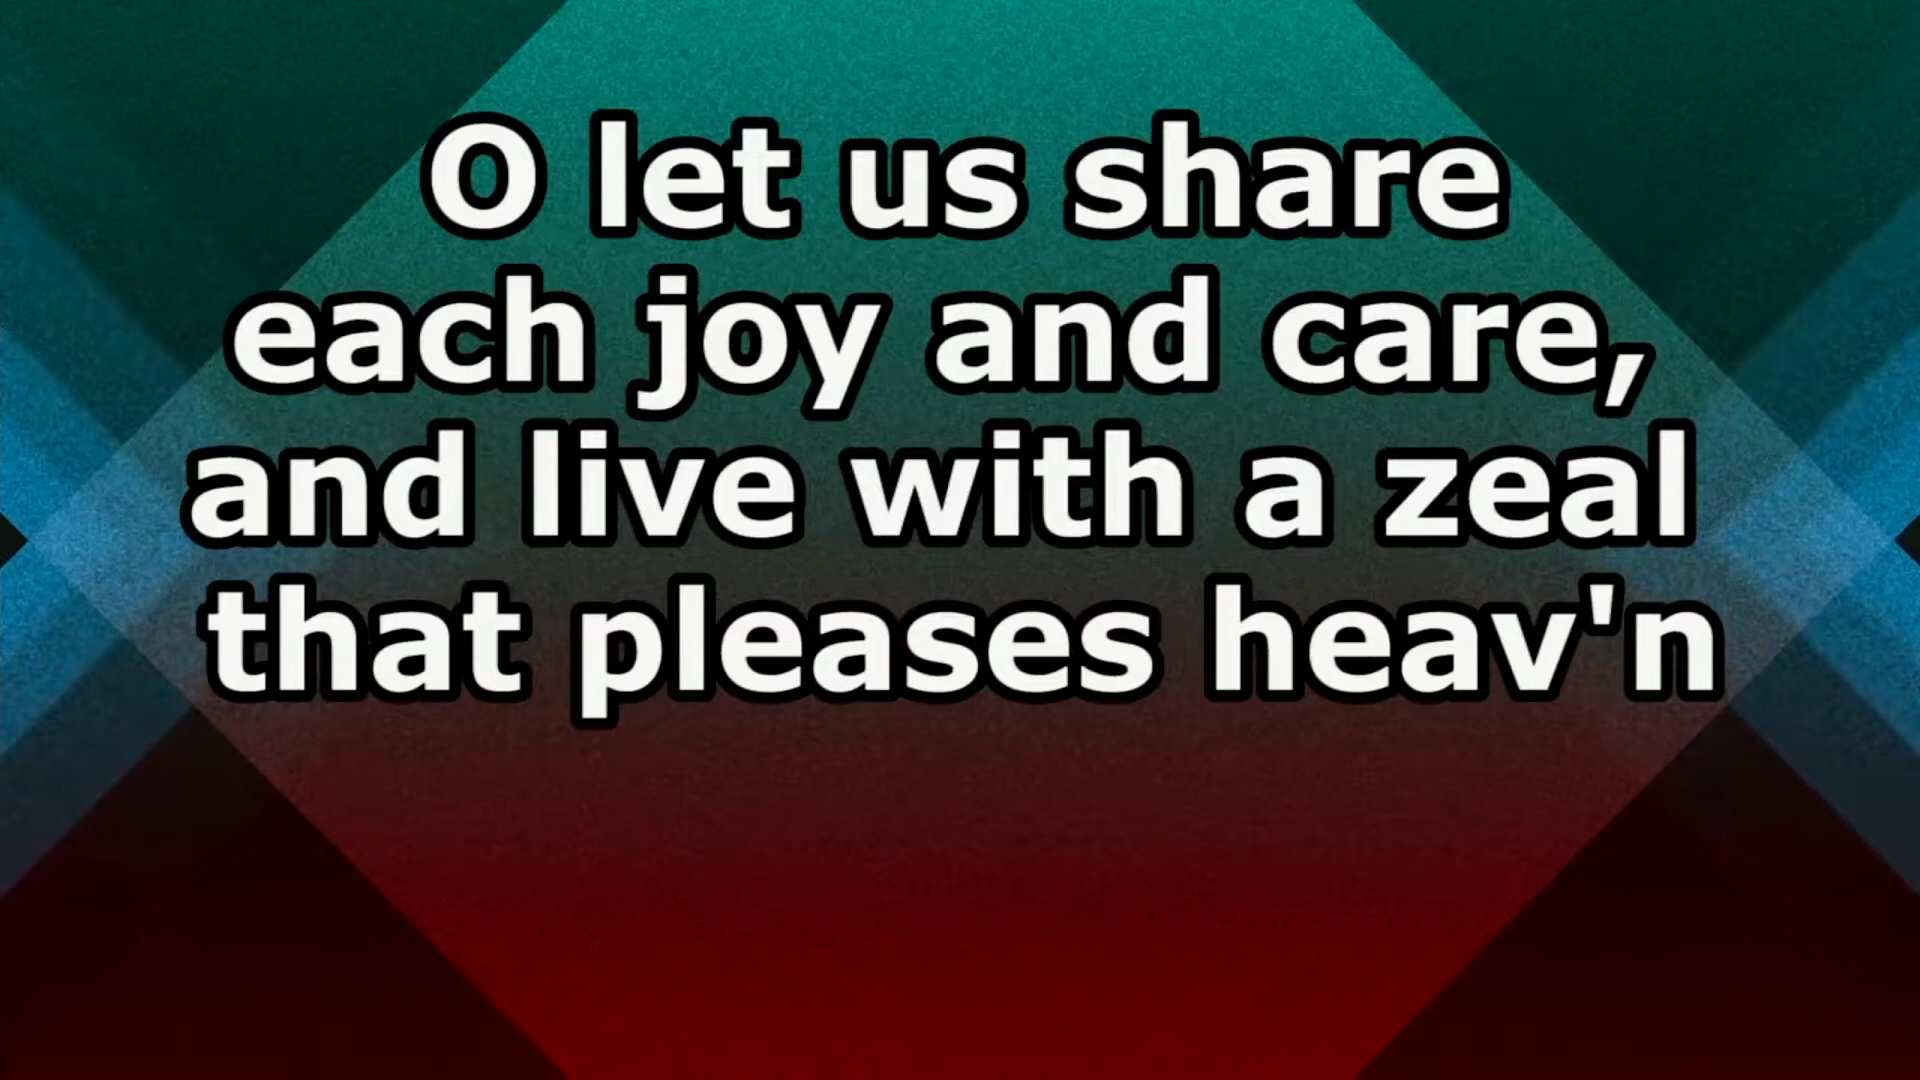 O let us share
each joy and care,
and live with a zeal
that pleases heav'n